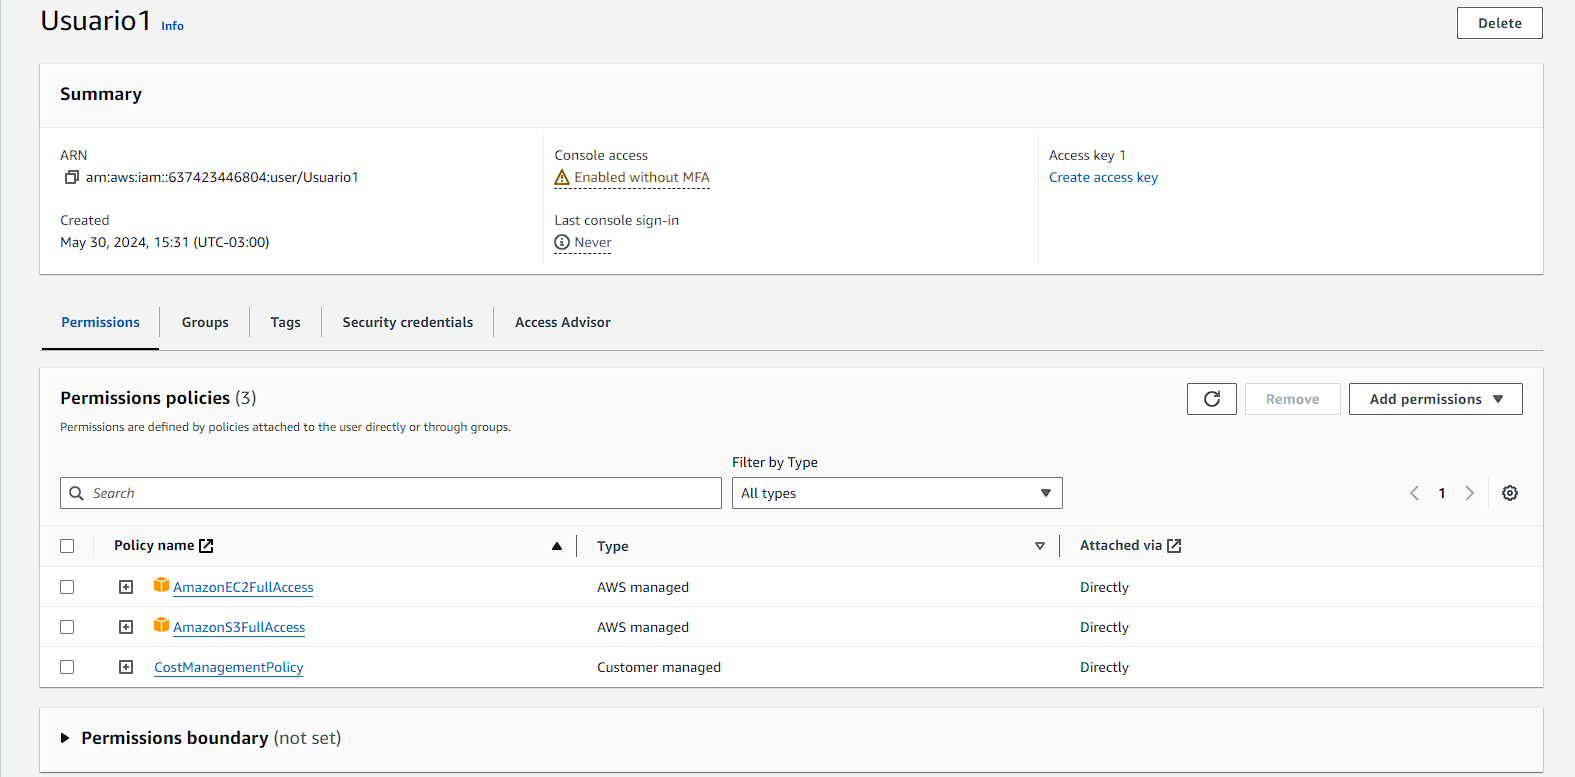 Usuario1 Info
Delete
Summary
ARN
arn:aws:iam::637423446804:user/Usuario1
Created
May 30, 2024, 15:31 (UTC-03:00)
Console access
Enabled without MFA
Last console sign-in
Never
Access key 1
Create access key
Permissions Groups Tags Security credentials Access Advisor
Permissions policies (3)
Permissions are defined by policies attached to the user directly or through groups.
Remove
Add permissions
Filter by Type
Search
All types
1
Policy name Type Attached via
AmazonEC2FullAccess AWS managed Directly
AmazonS3FullAccess AWS managed Directly
CostManagementPolicy Customer managed Directly
Permissions boundary (not set)